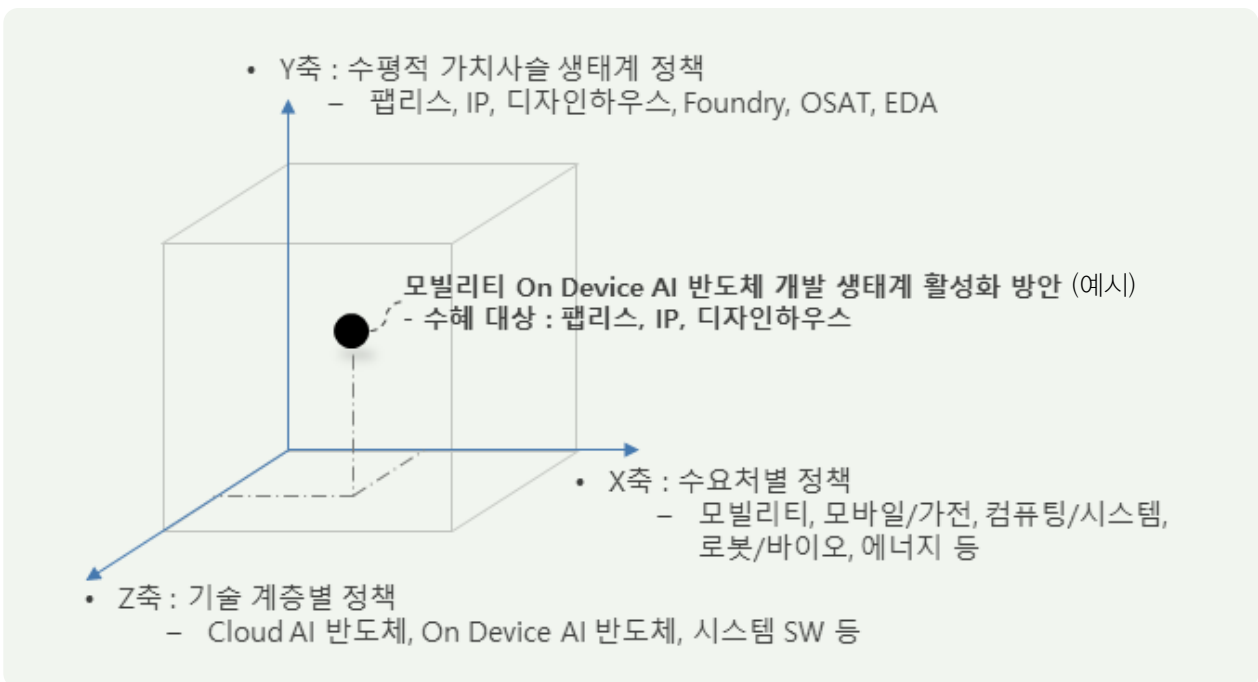 • Y축 : 수평적 가치사슬 생태계 정책
– 팹리스, IP, 디자인하우스, Foundry, OSAT, EDA
모빌리티 On Device AI 반도체 개발 생태계 활성화 방안 (예시)
- 수혜 대상 : 팹리스, IP, 디자인하우스
• X축 : 수요처별 정책
– 모빌리티, 모바일/가전, 컴퓨팅/시스템,
로봇/바이오, 에너지 등
• Z축 : 기술 계층별 정책
– Cloud AI 반도체, On Device AI 반도체, 시스템 SW 등